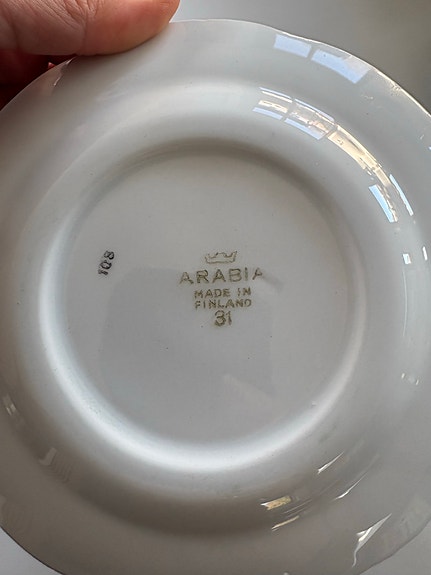 ARABIA
MADE IN
FINLAND
31
108